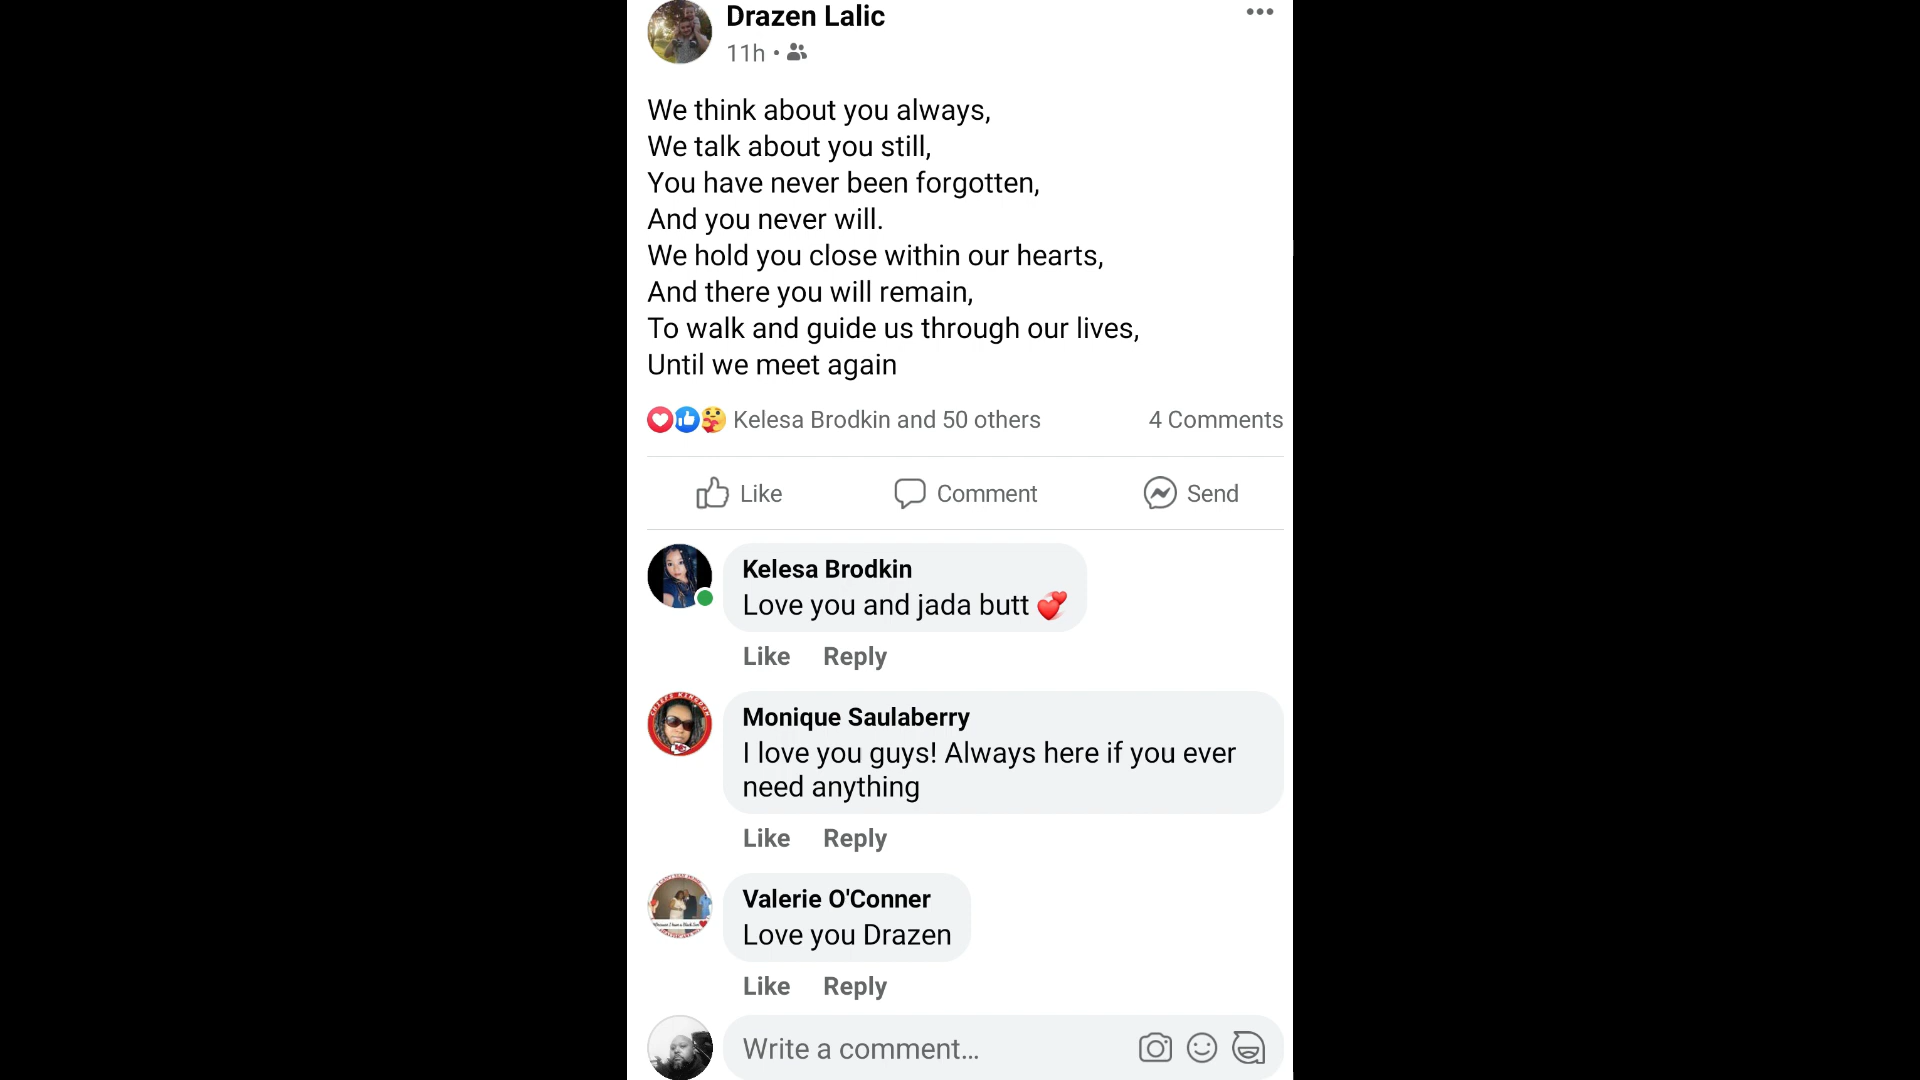 Drazen Lalic
11h
We think about you always,
We talk about you still,
You have never been forgotten,
And you never will.
We hold you close within our hearts,
And there you will remain,
To walk and guide us through our lives,
Until we meet again
Kelesa Brodkin and 50 others 4 Comments
Like Comment Send
Kelesa Brodkin
Love you and jada butt
Like Reply
Monique Saulaberry
I love you guys! Always here if you ever
need anything
Like Reply
Valerie O'Conner
Love you Drazen
Like Reply
Write a comment...